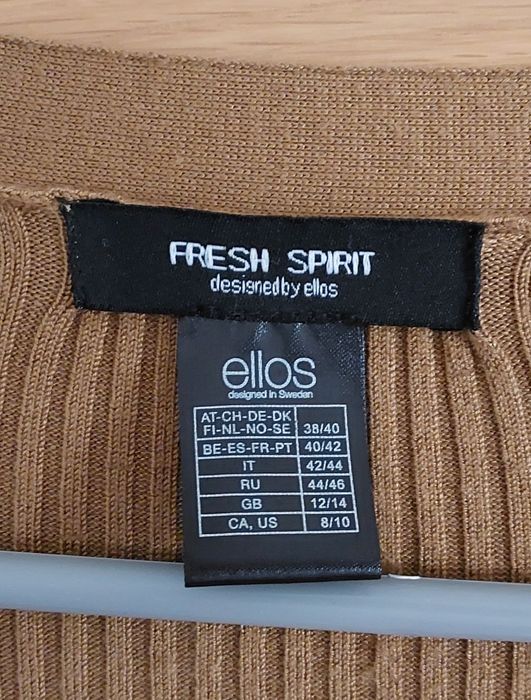 FRESH SPIRIT
designed by ellos
ellos
designed in Sweden
AT-CH-DE-DK
FI-NL-NO-SE 38/40
BE-ES-FR-PT 40/42
IT 42/44
RU 44/46
GB 12/14
CA, US 8/10